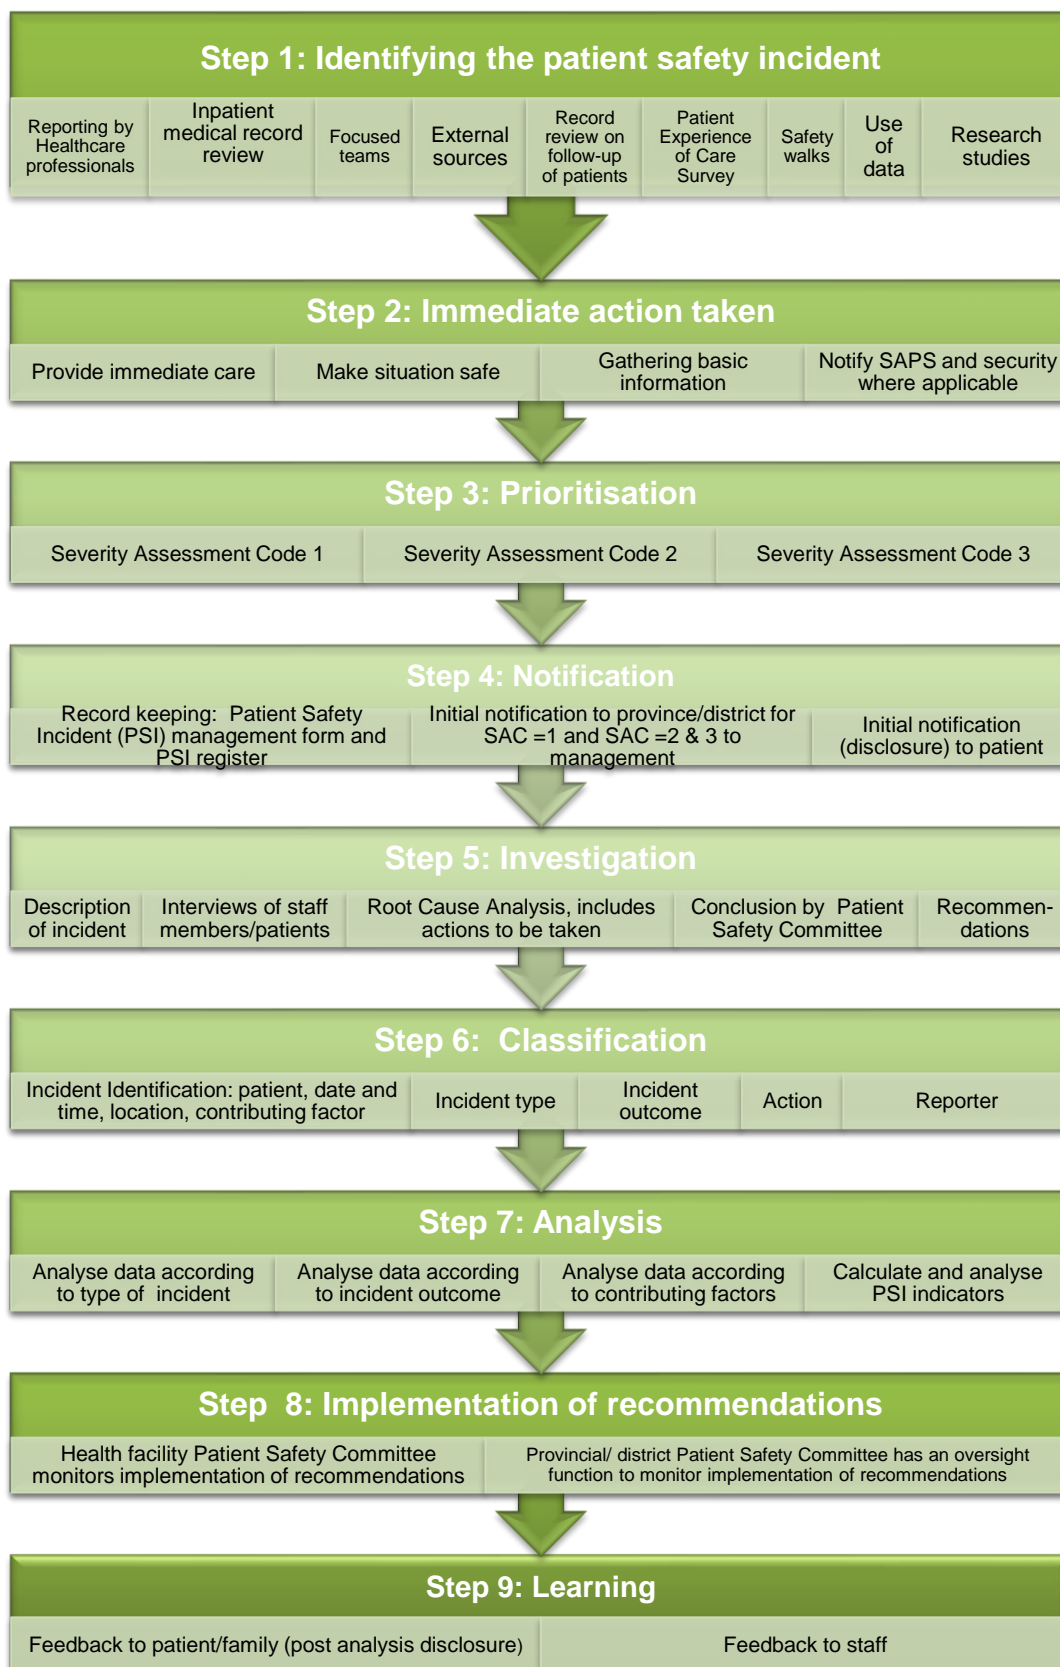 Step 1: Identifying the patient safety incident
Reporting by
Healthcare
professionals
Inpatient
medical record
review
Focused
teams
External
sources
Record
review on
follow-up
of patients
Patient
Experience
of Care
Survey
Safety
walks
Use
of
data
Research
studies
Step 2: Immediate action taken
Provide immediate care
Make situation safe
Gathering basic
information
Notify SAPS and security
where applicable
Step 3: Prioritisation
Severity Assessment Code 1
Severity Assessment Code 2
Severity Assessment Code 3
Step 4: Notification
Record keeping: Patient Safety
Incident (PSI) management form and
PSI register
Initial notification to province/district for
SAC =1 and SAC =2 & 3 to
management
Initial notification
(disclosure) to patient
Step 5: Investigation
Description
of incident
Interviews of staff
members/patients
Root Cause Analysis, includes
actions to be taken
Conclusion by Patient
Safety Committee
Recommen-
dations
Step 6: Classification
Incident Identification: patient, date and
time, location, contributing factor
Incident type
Incident
outcome
Action
Reporter
Step 7: Analysis
Analyse data according
to type of incident
Analyse data according
to incident outcome
Analyse data according
to contributing factors
Calculate and analyse
PSI indicators
Step 8: Implementation of recommendations
Health facility Patient Safety Committee
monitors implementation of recommendations
Provincial/ district Patient Safety Committee has an oversight
function to monitor implementation of recommendations
Step 9: Learning
Feedback to patient/family (post analysis disclosure)
Feedback to staff